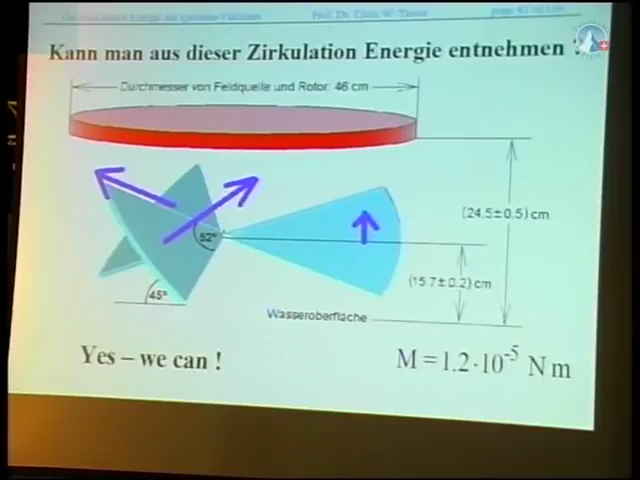 Kann man aus dieser Zirkulation Energie entnehmen ?
Durchmesser von Feldquelle und Rotor: 46 cm
(24.5±0.5) cm
52°
(15.7±0.2) cm
45°
Wasseroberfläche
Yes – we can !
M = 1.2 · 10⁻⁵ N m